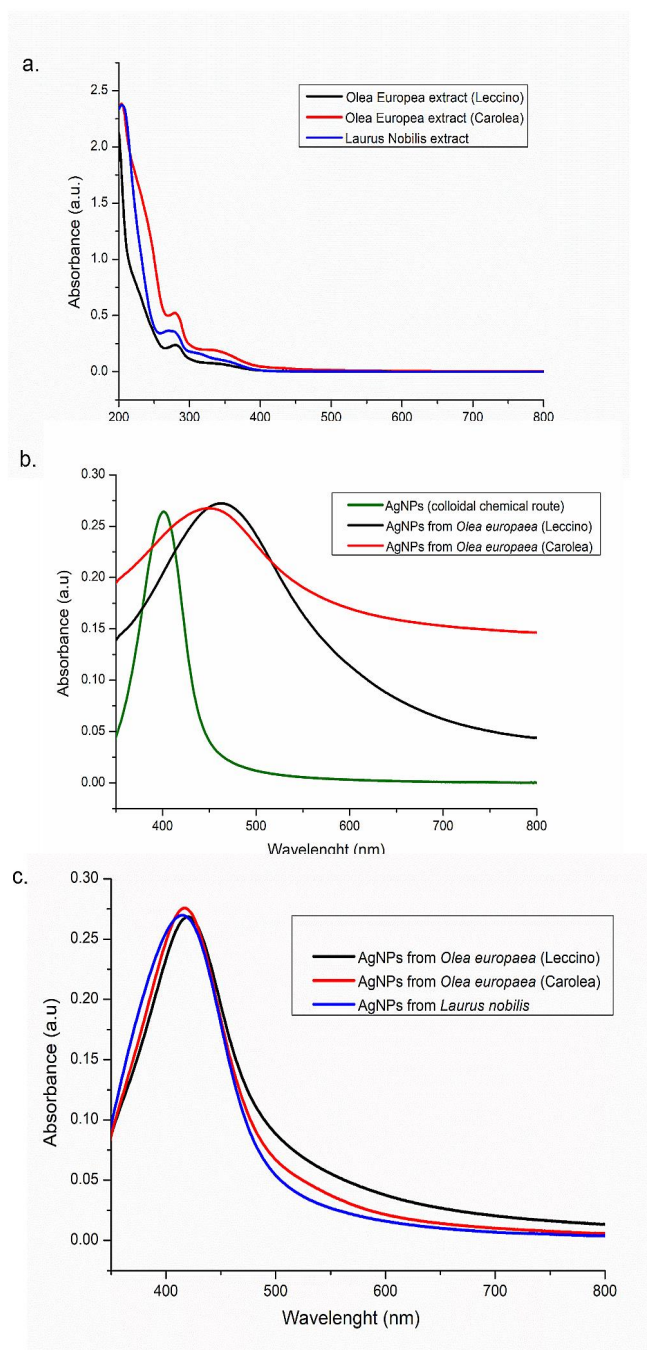 a.
Absorbance (a.u.)
2.5
2.0
1.5
1.0
0.5
0.0
Olea Europea extract (Leccino)
Olea Europea extract (Carolea)
Laurus Nobilis extract
200 300 400 500 600 700 800
b.
Absorbance (a.u)
0.30
0.25
0.20
0.15
0.10
0.05
0.00
AgNPs (colloidal chemical route)
AgNPs from Olea europaea (Leccino)
AgNPs from Olea europaea (Carolea)
400 500 600 700 800
Wavelenght (nm)
c.
Absorbance (a.u)
0.30
0.25
0.20
0.15
0.10
0.05
0.00
AgNPs from Olea europaea (Leccino)
AgNPs from Olea europaea (Carolea)
AgNPs from Laurus nobilis
400 500 600 700 800
Wavelenght (nm)